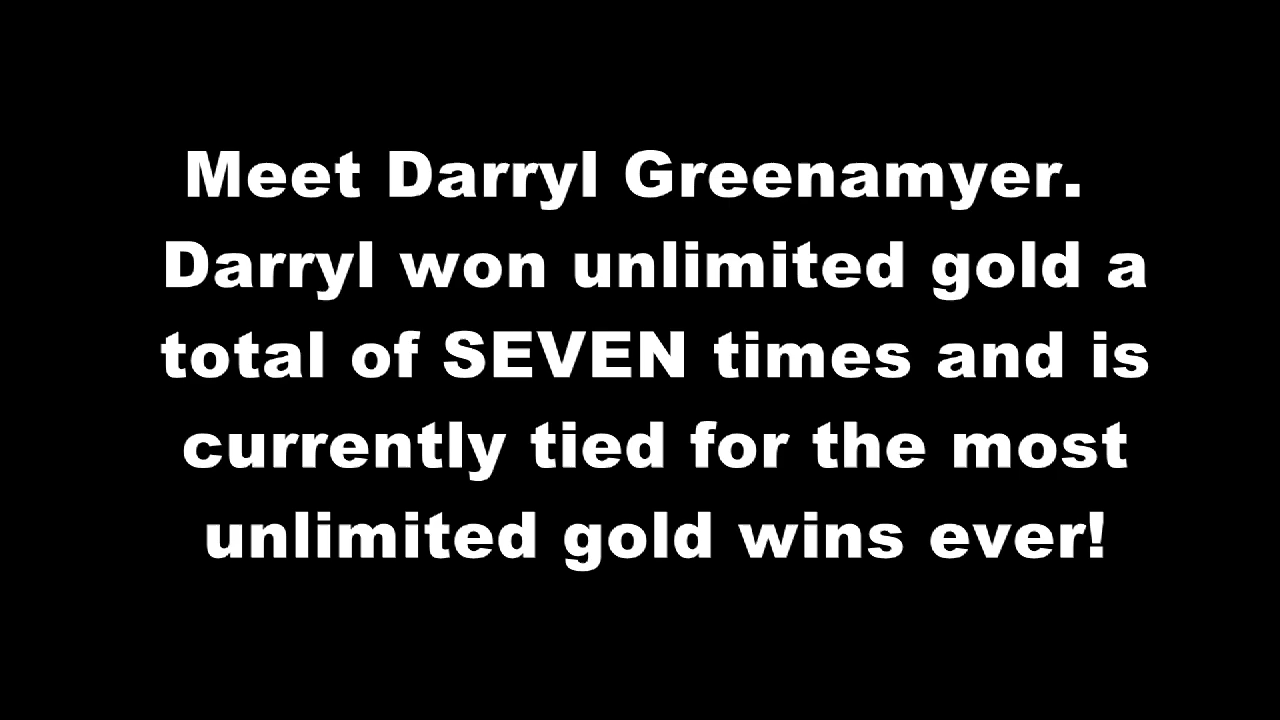 Meet Darryl Greenamyer.
Darryl won unlimited gold a
total of SEVEN times and is
currently tied for the most
unlimited gold wins ever!